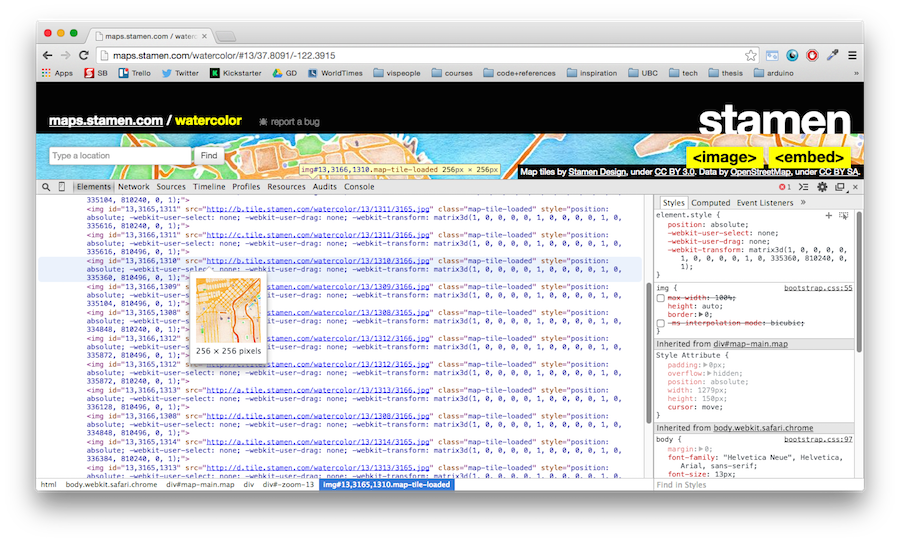 maps.stamen.com/ water
maps.stamen.com/watercolor/#13/37.8091/-122.3915
Apps SB Trello Twitter Kickstarter GD WorldTimes vispeople courses code+references inspiration UBC tech thesis arduino »
maps.stamen.com / watercolor report a bug
stamen
Type a location Find
<image> <embed>
img#13,3166,1310.map-tile-loaded 256px × 256px
Map tiles by Stamen Design, under CC BY 3.0. Data by OpenStreetMap, under CC BY SA.
Elements Network Sources Timeline Profiles Resources Audits Console 1
335104, 810240, 0, 1);">
<img id="13,3165,1311" src="http://b.tile.stamen.com/watercolor/13/1311/3165.jpg" class="map-tile-loaded" style="position:
absolute; -webkit-user-select: none; -webkit-user-drag: none; -webkit-transform: matrix3d(1, 0, 0, 0, 0, 1, 0, 0, 0, 0, 1, 0,
335616, 810240, 0, 1);">
<img id="13,3166,1311" src="http://c.tile.stamen.com/watercolor/13/1311/3166.jpg" class="map-tile-loaded" style="position:
absolute; -webkit-user-select: none; -webkit-user-drag: none; -webkit-transform: matrix3d(1, 0, 0, 0, 0, 1, 0, 0, 0, 0, 1, 0,
335616, 810496, 0, 1);">
<img id="13,3166,1310" src="http://b.tile.stamen.com/watercolor/13/1310/3166.jpg" class="map-tile-loaded" style="position:
absolute; -webkit-user-select: none; -webkit-user-drag: none; -webkit-transform: matrix3d(1, 0, 0, 0, 0, 1, 0, 0, 0, 0, 1, 0,
335360, 810496, 0, 1);">
<img id="13,3166,1309" src= /watercolor/13/1309/3166.jpg" class="map-tile-loaded" style="position:
absolute; -webkit-user-sele -webkit-transform: matrix3d(1, 0, 0, 0, 0, 1, 0, 0, 0, 0, 1, 0,
335104, 810496, 0, 1);">
<img id="13,3165,1308" src= /watercolor/13/1308/3165.jpg" class="map-tile-loaded" style="position:
absolute; -webkit-user-sele -webkit-transform: matrix3d(1, 0, 0, 0, 0, 1, 0, 0, 0, 0, 1, 0,
334848, 810240, 0, 1);">
<img id="13,3166,1312" src= /watercolor/13/1312/3166.jpg" class="map-tile-loaded" style="position:
absolute; -webkit-user-sele -webkit-transform: matrix3d(1, 0, 0, 0, 0, 1, 0, 0, 0, 0, 1, 0,
335872, 810496, 0, 1);">
256 × 256 pixels
<img id="13,3165,1312" src= /watercolor/13/1312/3165.jpg" class="map-tile-loaded" style="position:
absolute; -webkit-user-select: none; -webkit-user-drag: none; -webkit-transform: matrix3d(1, 0, 0, 0, 0, 1, 0, 0, 0, 0, 1, 0,
335872, 810240, 0, 1);">
<img id="13,3166,1313" src="http://a.tile.stamen.com/watercolor/13/1313/3166.jpg" class="map-tile-loaded" style="position:
absolute; -webkit-user-select: none; -webkit-user-drag: none; -webkit-transform: matrix3d(1, 0, 0, 0, 0, 1, 0, 0, 0, 0, 1, 0,
336128, 810496, 0, 1);">
<img id="13,3166,1308" src="http://d.tile.stamen.com/watercolor/13/1308/3166.jpg" class="map-tile-loaded" style="position:
absolute; -webkit-user-select: none; -webkit-user-drag: none; -webkit-transform: matrix3d(1, 0, 0, 0, 0, 1, 0, 0, 0, 0, 1, 0,
334848, 810496, 0, 1);">
<img id="13,3165,1314" src="http://a.tile.stamen.com/watercolor/13/1314/3165.jpg" class="map-tile-loaded" style="position:
absolute; -webkit-user-select: none; -webkit-user-drag: none; -webkit-transform: matrix3d(1, 0, 0, 0, 0, 1, 0, 0, 0, 0, 1, 0,
336384, 810240, 0, 1);">
<img id="13,3165,1313" src="http://d.tile.stamen.com/watercolor/13/1313/3165.jpg" class="map-tile-loaded" style="position:
absolute; -webkit-user-select: none; -webkit-user-drag: none; -webkit-transform: matrix3d(1, 0, 0, 0, 0, 1, 0, 0, 0, 0, 1, 0,
html body.webkit.safari.chrome div#map-main.map div div#-zoom-13 img#13,3165,1310.map-tile-loaded
Styles Computed Event Listeners »
element.style {
position: absolute;
-webkit-user-select: none;
-webkit-user-drag: none;
-webkit-transform: matrix3d(1, 0, 0, 0, 0,
1, 0, 0, 0, 0, 1, 0, 335360, 810240, 0,
1);
}
img { bootstrap.css:55
max-width: 100%;
height: auto;
border: 0;
-ms-interpolation-mode: bicubic;
}
Inherited from div#map-main.map
Style Attribute {
padding: 0px;
overflow: hidden;
position: absolute;
width: 1279px;
height: 150px;
cursor: move;
}
Inherited from body.webkit.safari.chrome
body { bootstrap.css:97
margin: 0;
font-family: "Helvetica Neue", Helvetica,
Arial, sans-serif;
font-size: 13px;
Find in Styles